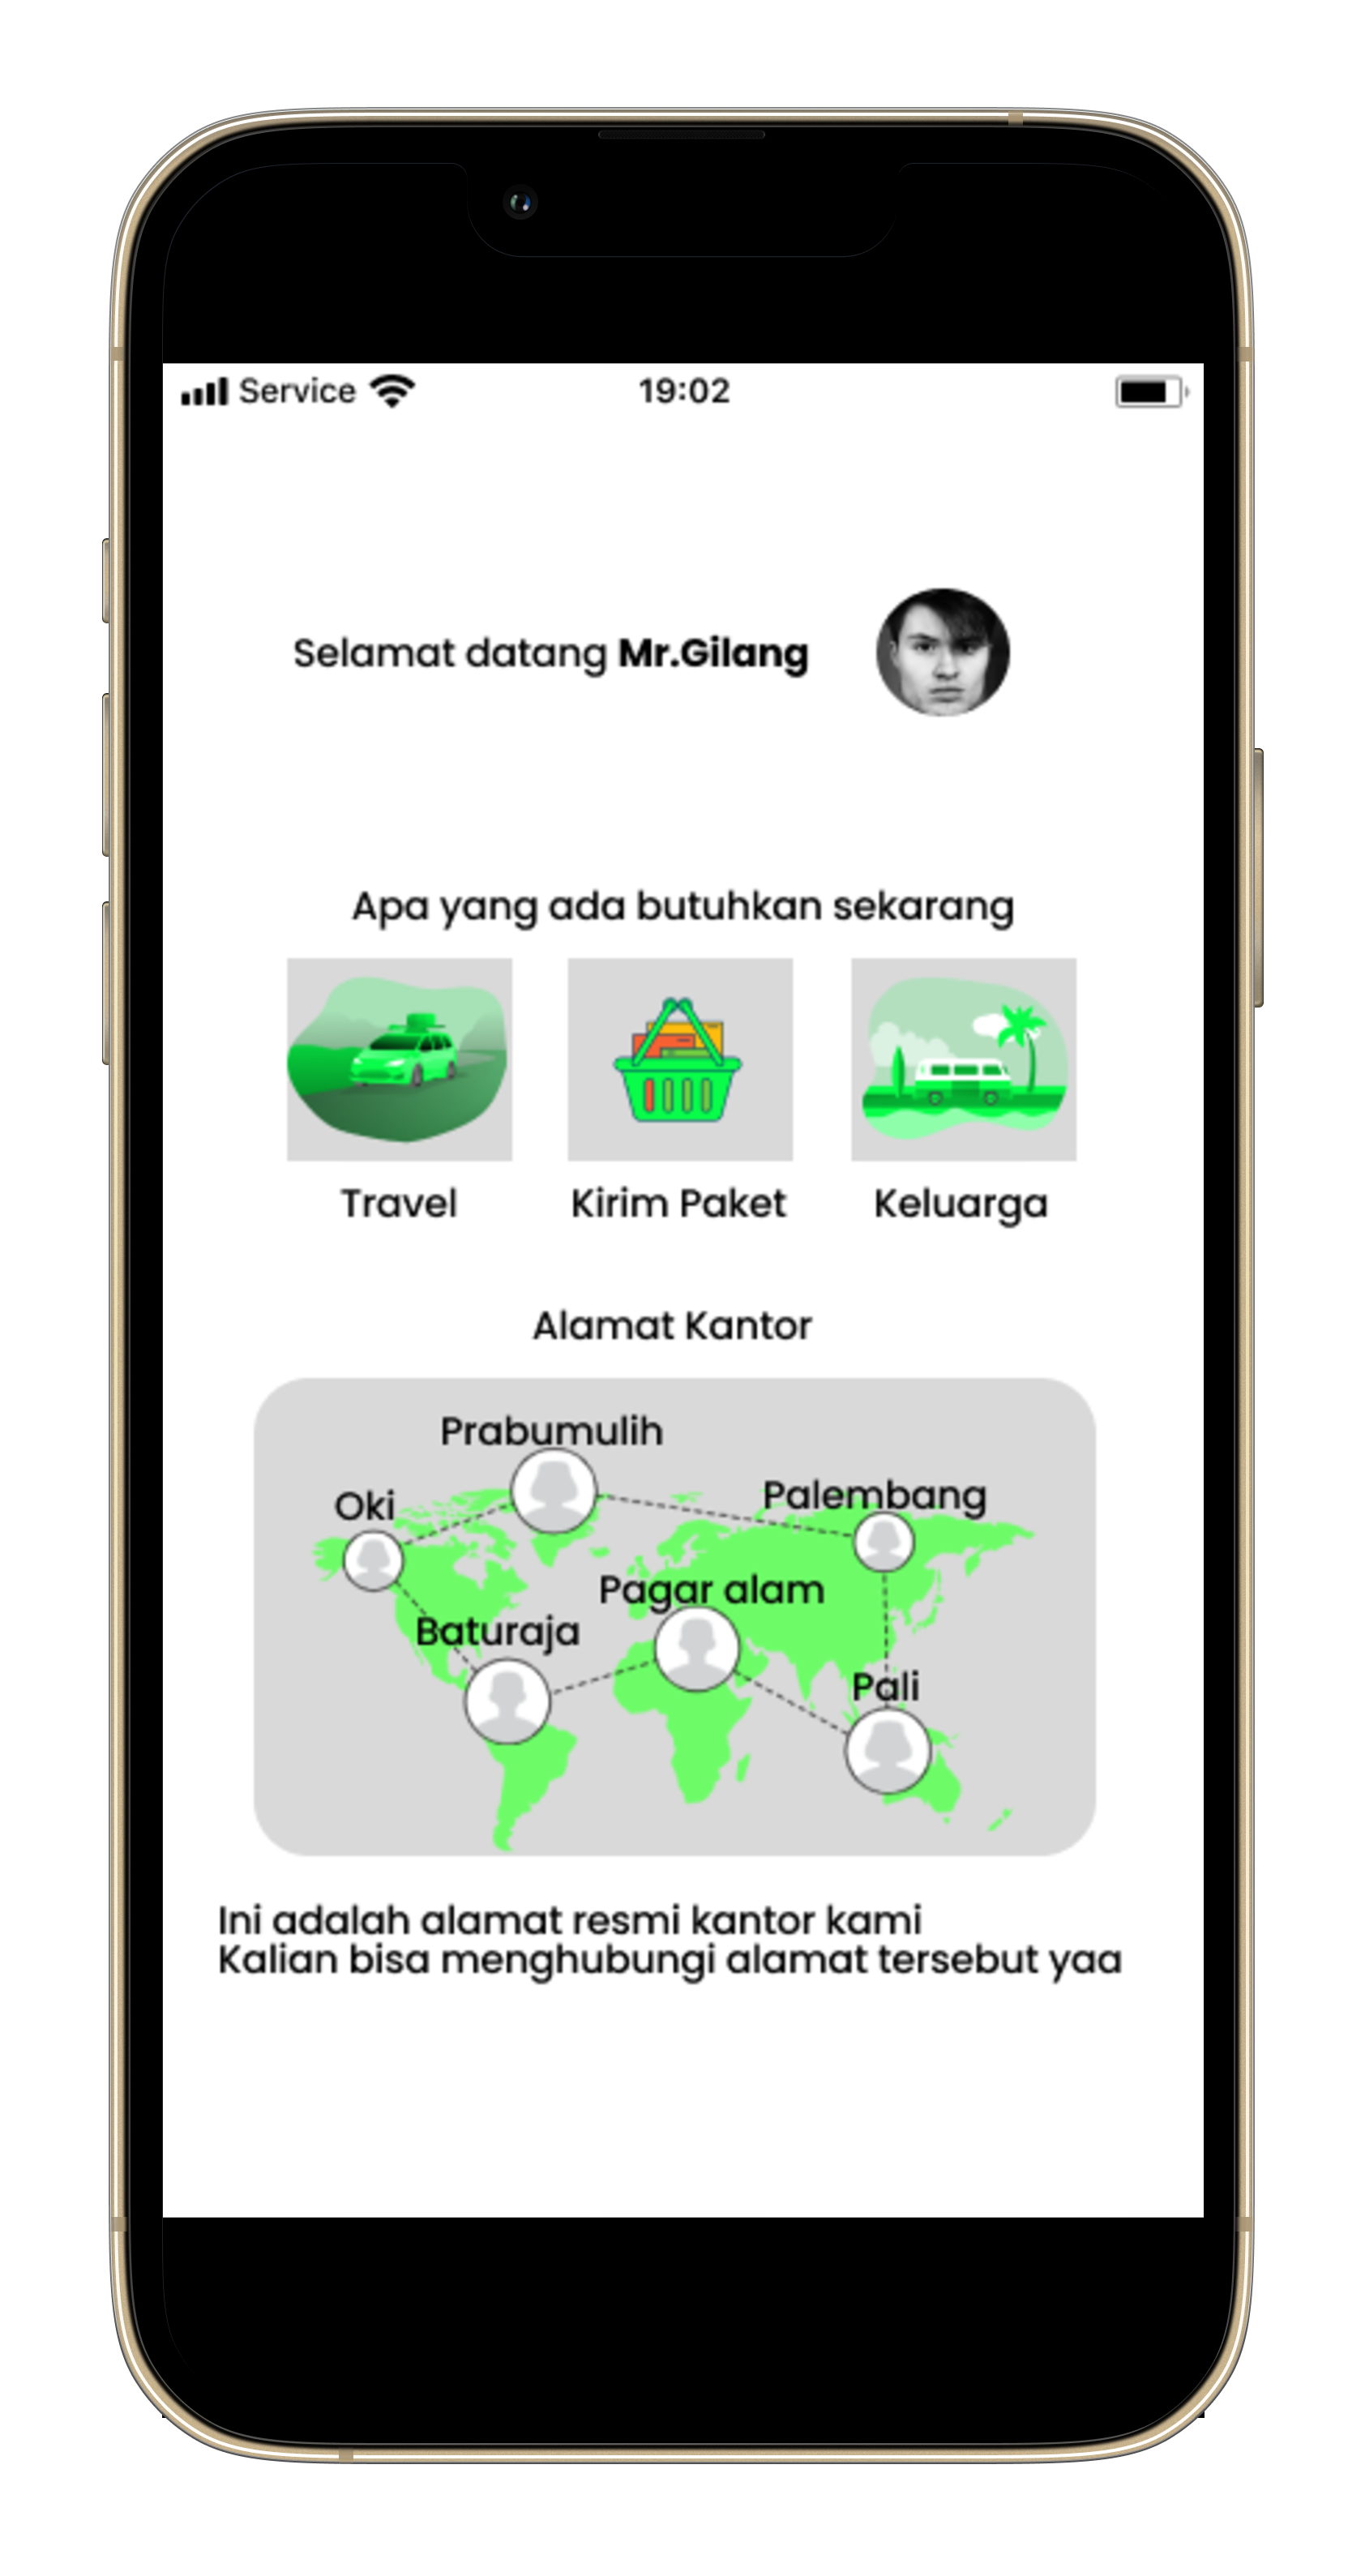 Service 19:02
Selamat datang Mr.Gilang
Apa yang ada butuhkan sekarang
Travel
Kirim Paket
Keluarga
Alamat Kantor
Prabumulih
Oki
Palembang
Pagar alam
Baturaja
Pali
Ini adalah alamat resmi kantor kami
Kalian bisa menghubungi alamat tersebut yaa